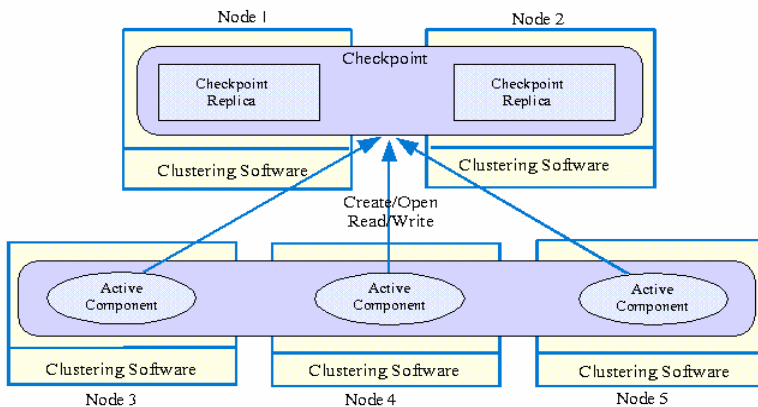 Node 1
Node 2
Checkpoint
Checkpoint
Replica
Checkpoint
Replica
Clustering Software
Clustering Software
Create/Open
Read/Write
Active
Component
Active
Component
Active
Component
Clustering Software
Clustering Software
Clustering Software
Node 3
Node 4
Node 5